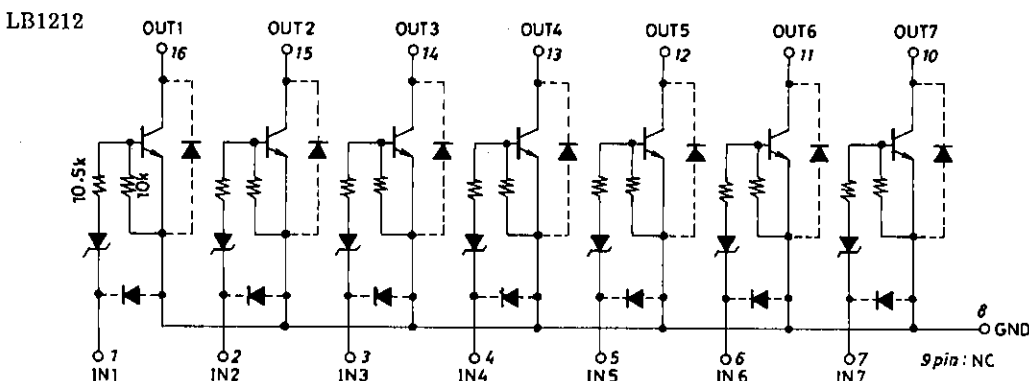 LB1212
OUT1 OUT2 OUT3 OUT4 OUT5 OUT6 OUT7
16 15 14 13 12 11 10
10.5k 10k
8
GND
1 2 3 4 5 6 7 9pin: NC
IN1 IN2 IN3 IN4 IN5 IN6 IN7